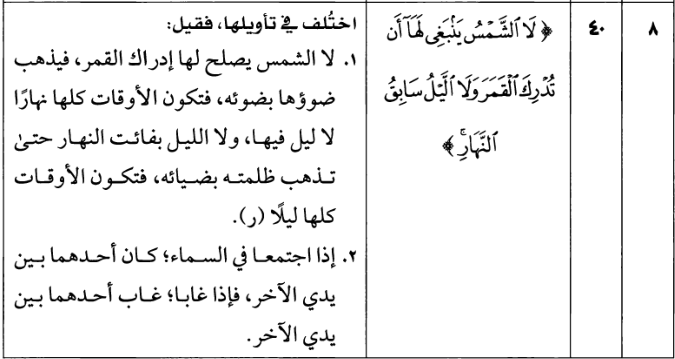 ٨
٤٠
﴿ لَا ٱلشَّمْسُ يَنۢبَغِى لَهَآ أَن
تُدْرِكَ ٱلْقَمَرَ وَلَا ٱلَّيْلُ سَابِقُ
ٱلنَّهَارِۚ ﴾
اختُلف في تأويلها، فقيل:
١. لا الشمس يصلح لها إدراك القمر، فيذهب
ضوؤها بضوئه، فتكون الأوقات كلها نهارًا
لا ليل فيها، ولا الليل بفائت النهار حتىٰ
تذهب ظلمته بضيائه، فتكون الأوقات
كلها ليلًا (ر).
٢. إذا اجتمعا في السماء؛ كان أحدهما بين
يدي الآخر، فإذا غابا؛ غاب أحدهما بين
يدي الآخر.